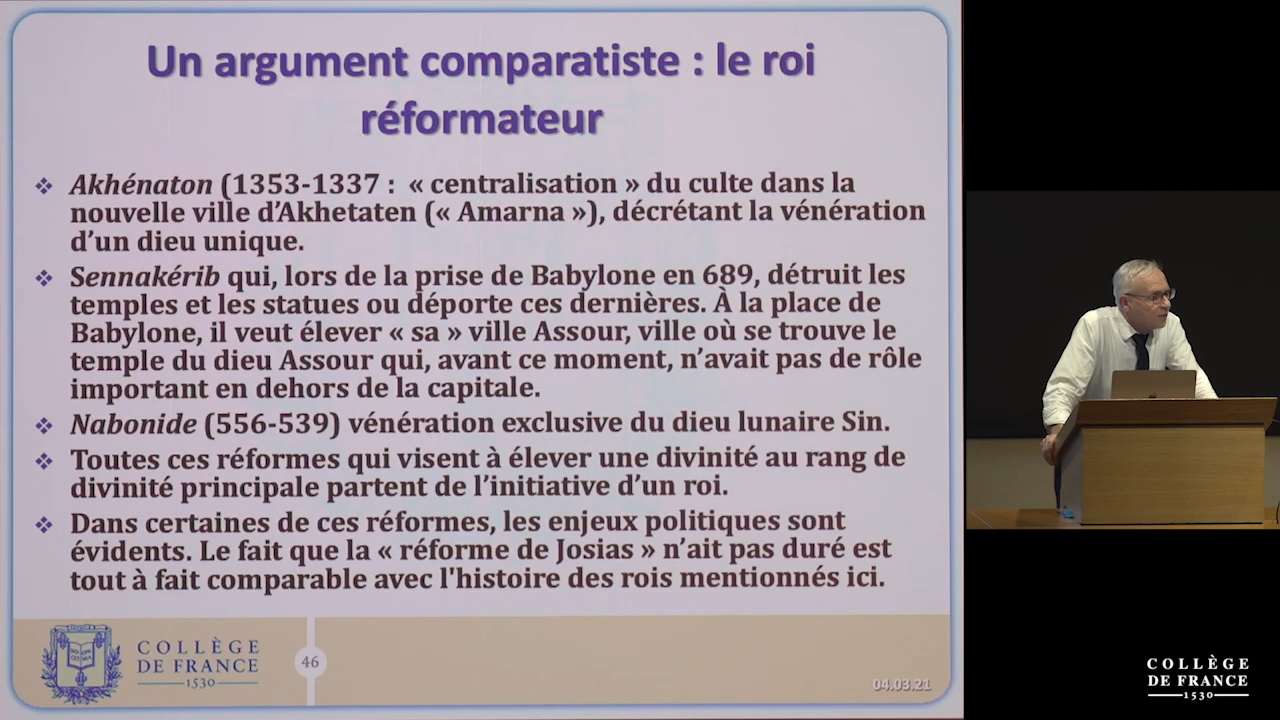 Un argument comparatiste : le roi
réformateur
❖ Akhénaton (1353-1337 : « centralisation » du culte dans la
nouvelle ville d’Akhetaten (« Amarna »), décrétant la vénération
d’un dieu unique.
❖ Sennakérib qui, lors de la prise de Babylone en 689, détruit les
temples et les statues ou déporte ces dernières. À la place de
Babylone, il veut élever « sa » ville Assour, ville où se trouve le
temple du dieu Assour qui, avant ce moment, n’avait pas de rôle
important en dehors de la capitale.
❖ Nabonide (556-539) vénération exclusive du dieu lunaire Sin.
❖ Toutes ces réformes qui visent à élever une divinité au rang de
divinité principale partent de l’initiative d’un roi.
❖ Dans certaines de ces réformes, les enjeux politiques sont
évidents. Le fait que la « réforme de Josias » n’ait pas duré est
tout à fait comparable avec l'histoire des rois mentionnés ici.
COLLÈGE
DE FRANCE
1530
46
04.03.21
COLLÈGE
DE FRANCE
1530